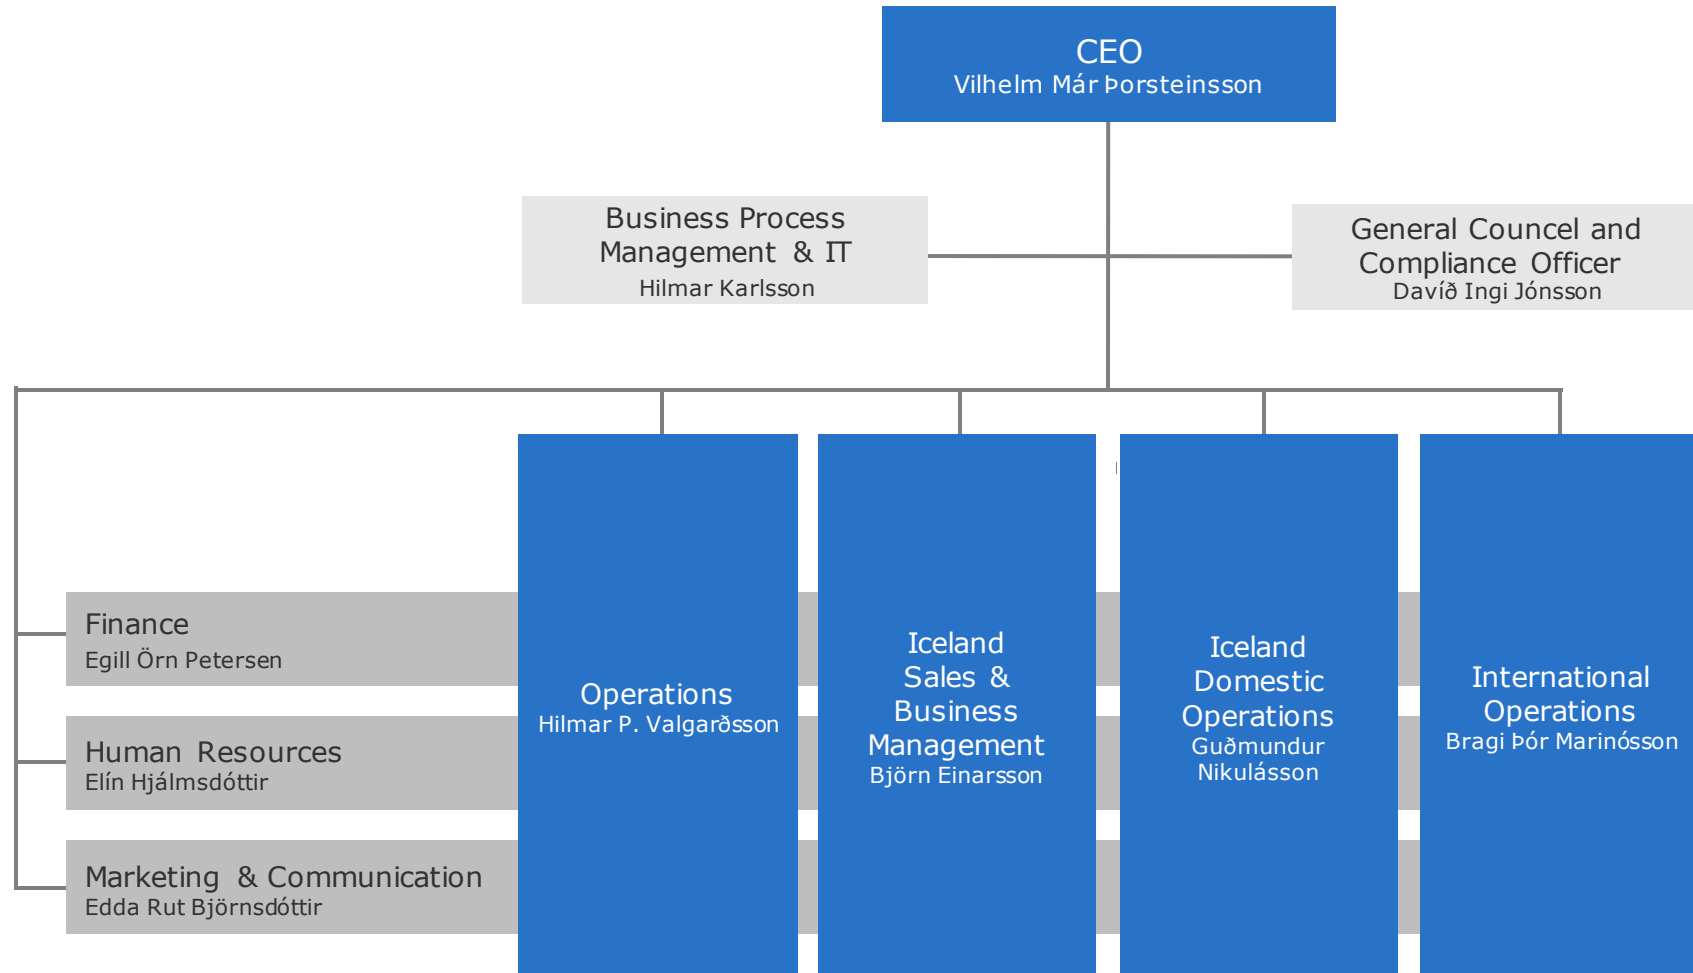 CEO
Vilhelm Már Þorsteinsson
Business Process
Management & IT
Hilmar Karlsson
General Councel and
Compliance Officer
Davíð Ingi Jónsson
Finance
Egill Örn Petersen
Human Resources
Elín Hjálmsdóttir
Marketing & Communication
Edda Rut Björnsdóttir
Operations
Hilmar P. Valgarðsson
Iceland
Sales &
Business
Management
Björn Einarsson
Iceland
Domestic
Operations
Guðmundur
Nikulásson
International
Operations
Bragi Þór Marinósson